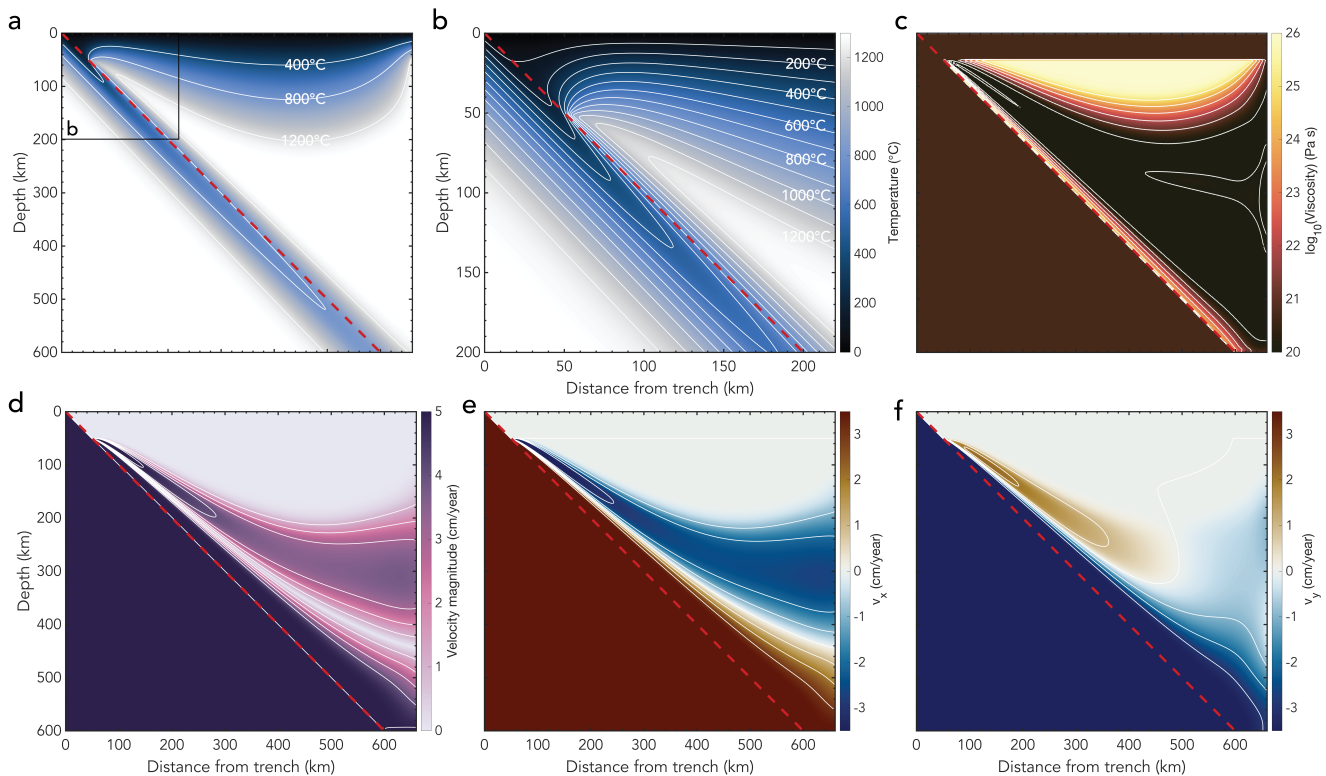 a
0
100
200
300
400
500
600
Depth (km)
400°C
800°C
1200°C
b
b
0
50
100
150
200
0
50
100
150
200
Depth (km)
Distance from trench (km)
200°C
400°C
600°C
800°C
1000°C
1200°C
1200
1000
800
600
400
200
0
Temperature (°C)
c
26
25
24
23
22
21
20
log10(Viscosity) (Pa s)
d
0
100
200
300
400
500
600
Depth (km)
0
100
200
300
400
500
600
Distance from trench (km)
5
4
3
2
1
0
Velocity magnitude (cm/year)
e
0
100
200
300
400
500
600
Distance from trench (km)
3
2
1
0
-1
-2
-3
vx (cm/year)
f
0
100
200
300
400
500
600
Distance from trench (km)
3
2
1
0
-1
-2
-3
vy (cm/year)